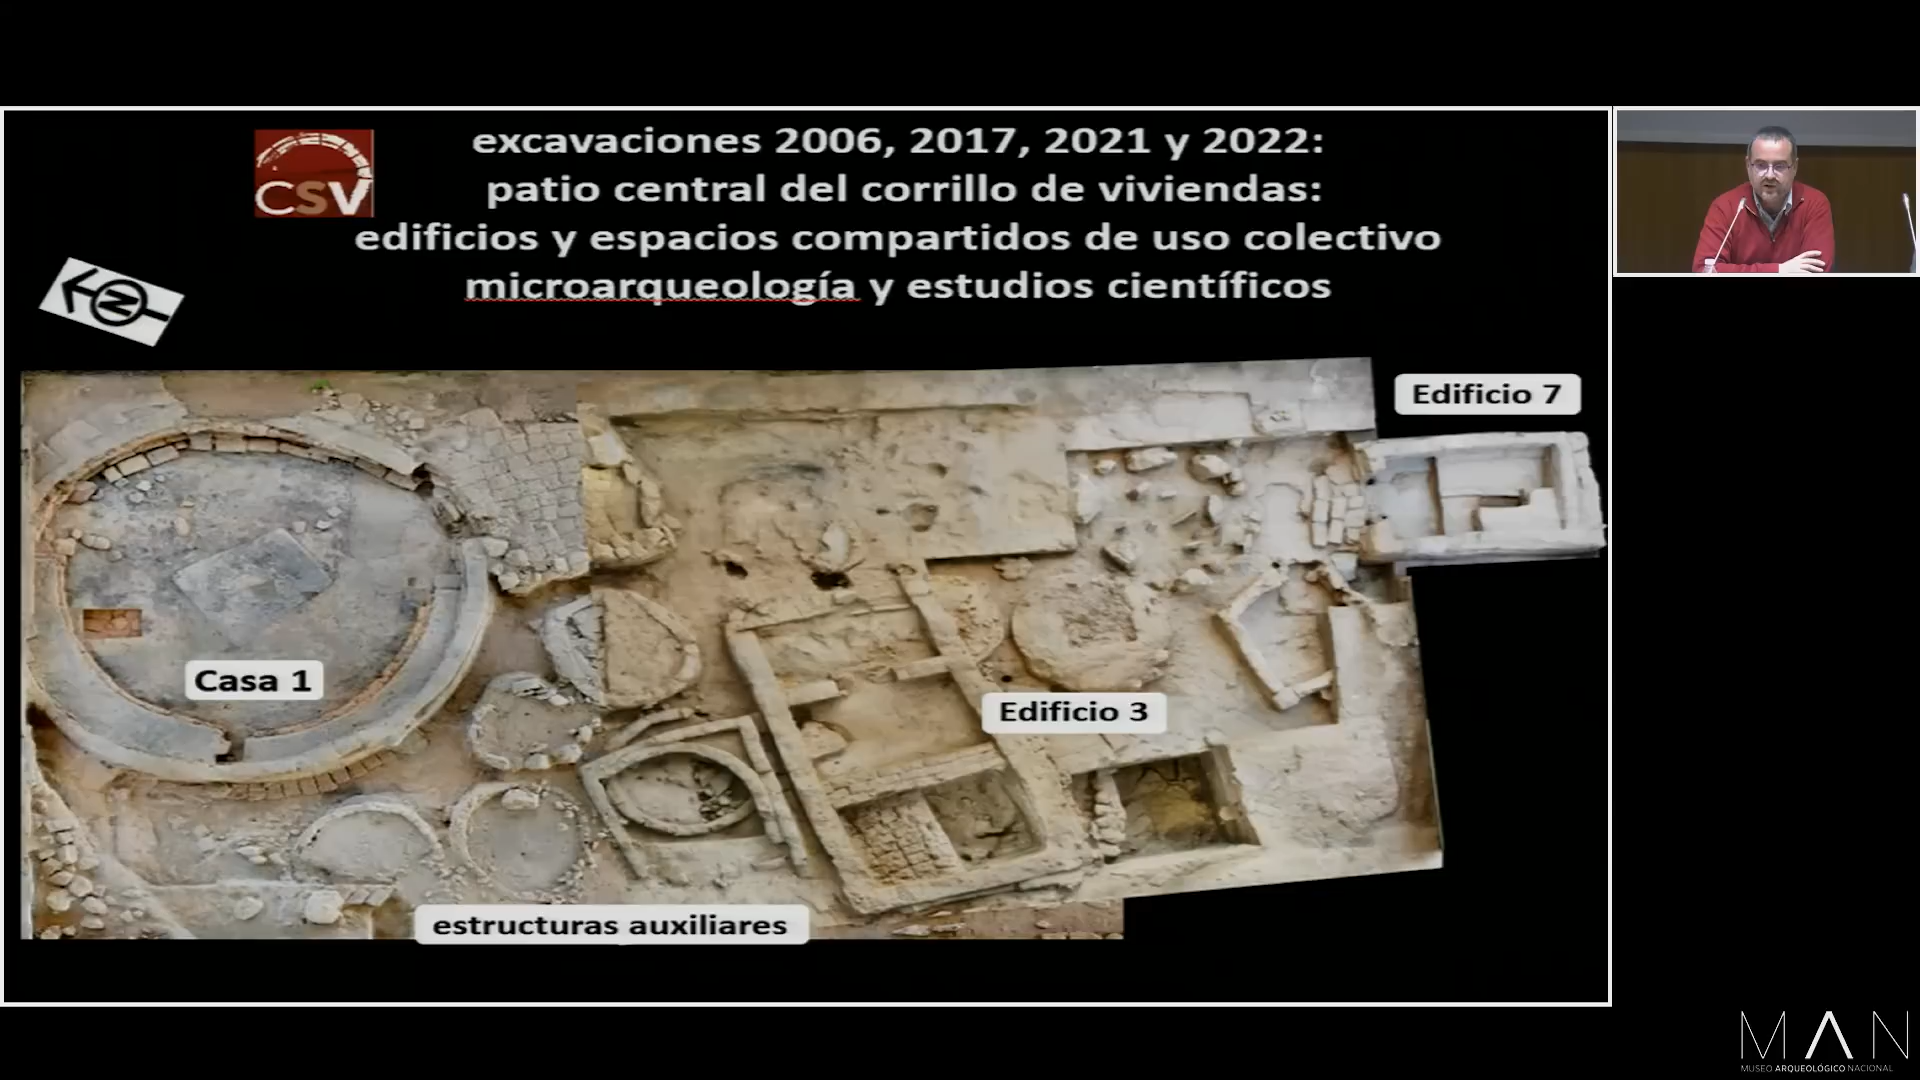 excavaciones 2006, 2017, 2021 y 2022:
patio central del corrillo de viviendas:
edificios y espacios compartidos de uso colectivo
microarqueología y estudios científicos
CSV
N
Edificio 7
Casa 1
Edificio 3
estructuras auxiliares
MAN
MUSEO ARQUEOLÓGICO NACIONAL